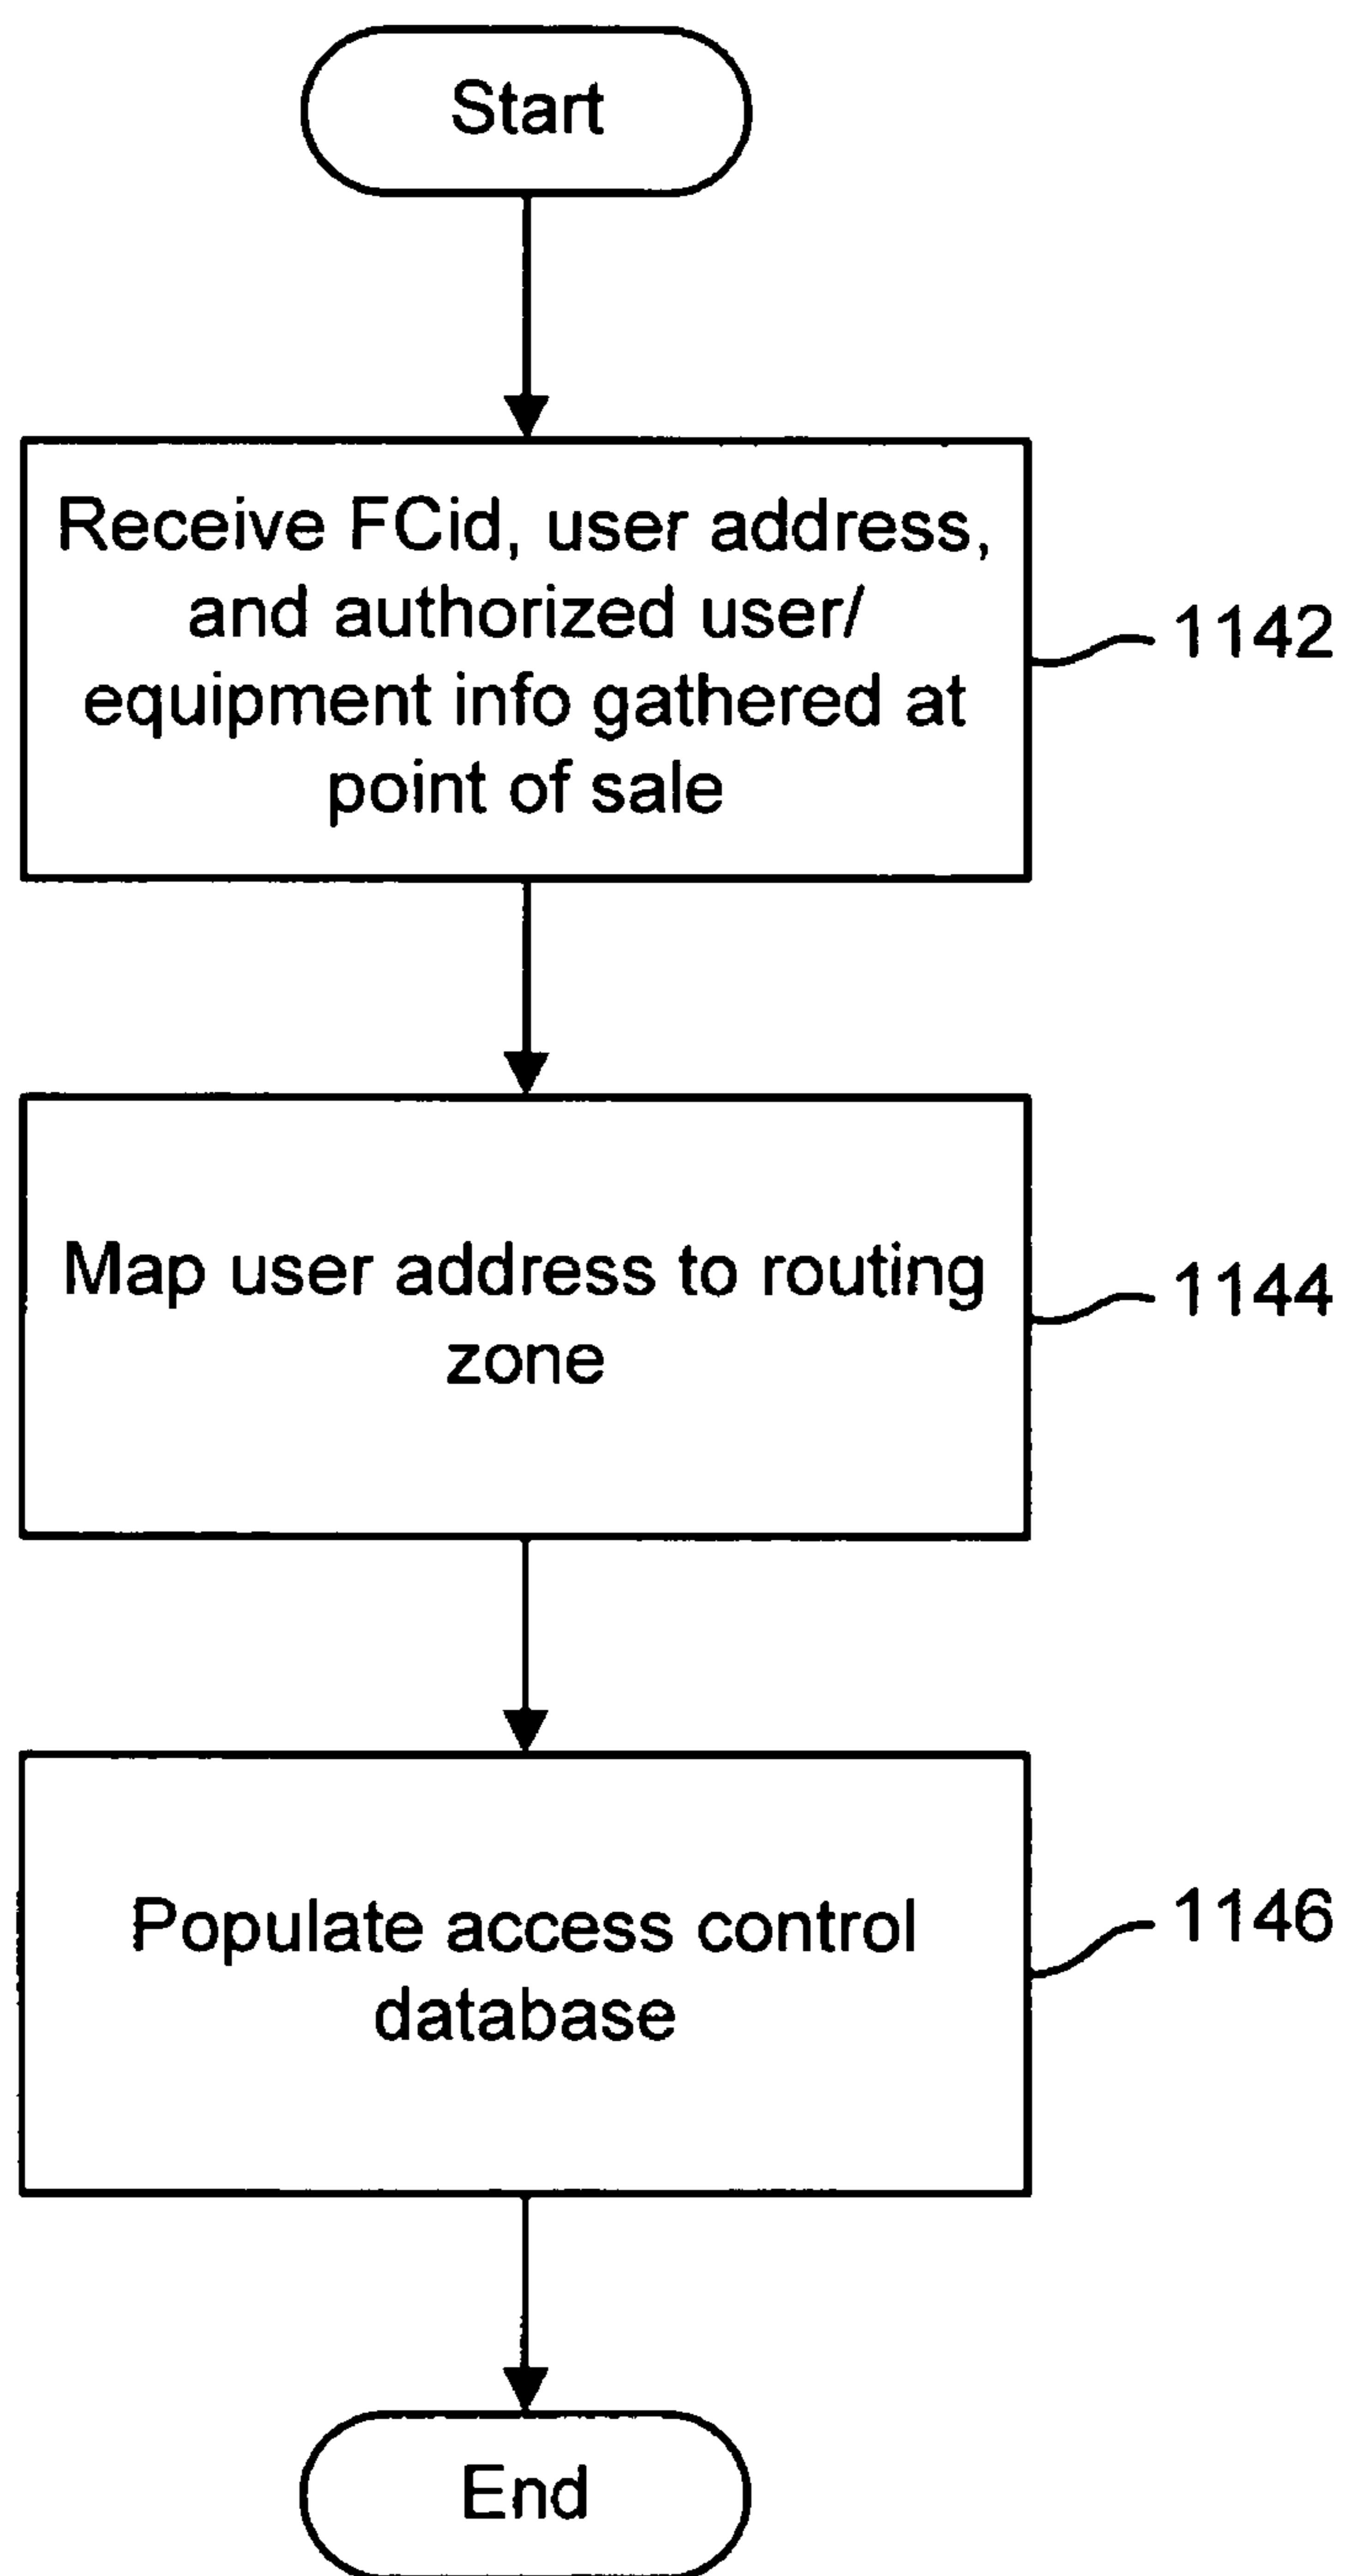 Start
Receive FCid, user address,
and authorized user/
equipment info gathered at
point of sale
1142
Map user address to routing
zone
1144
Populate access control
database
1146
End